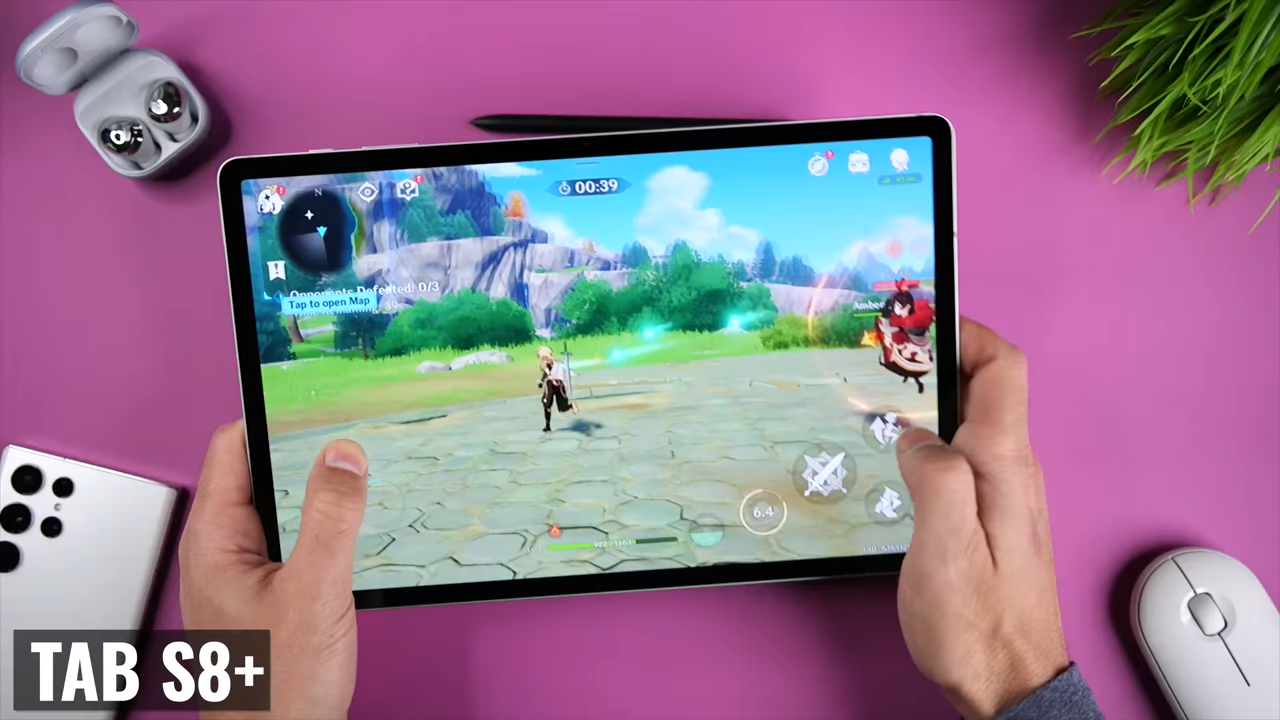 N
00:39
Opponents Defeated: 0/3
Tap to open Map
Amber
6.4
TAB S8+